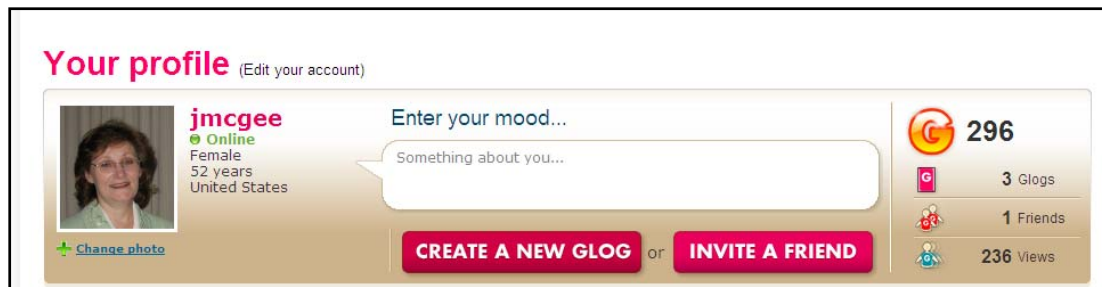 Your profile (Edit your account)
jmcgee
Online
Female
52 years
United States
Change photo
Enter your mood...
Something about you...
CREATE A NEW GLOG or INVITE A FRIEND
G 296
G 3 Glogs
1 Friends
G 236 Views